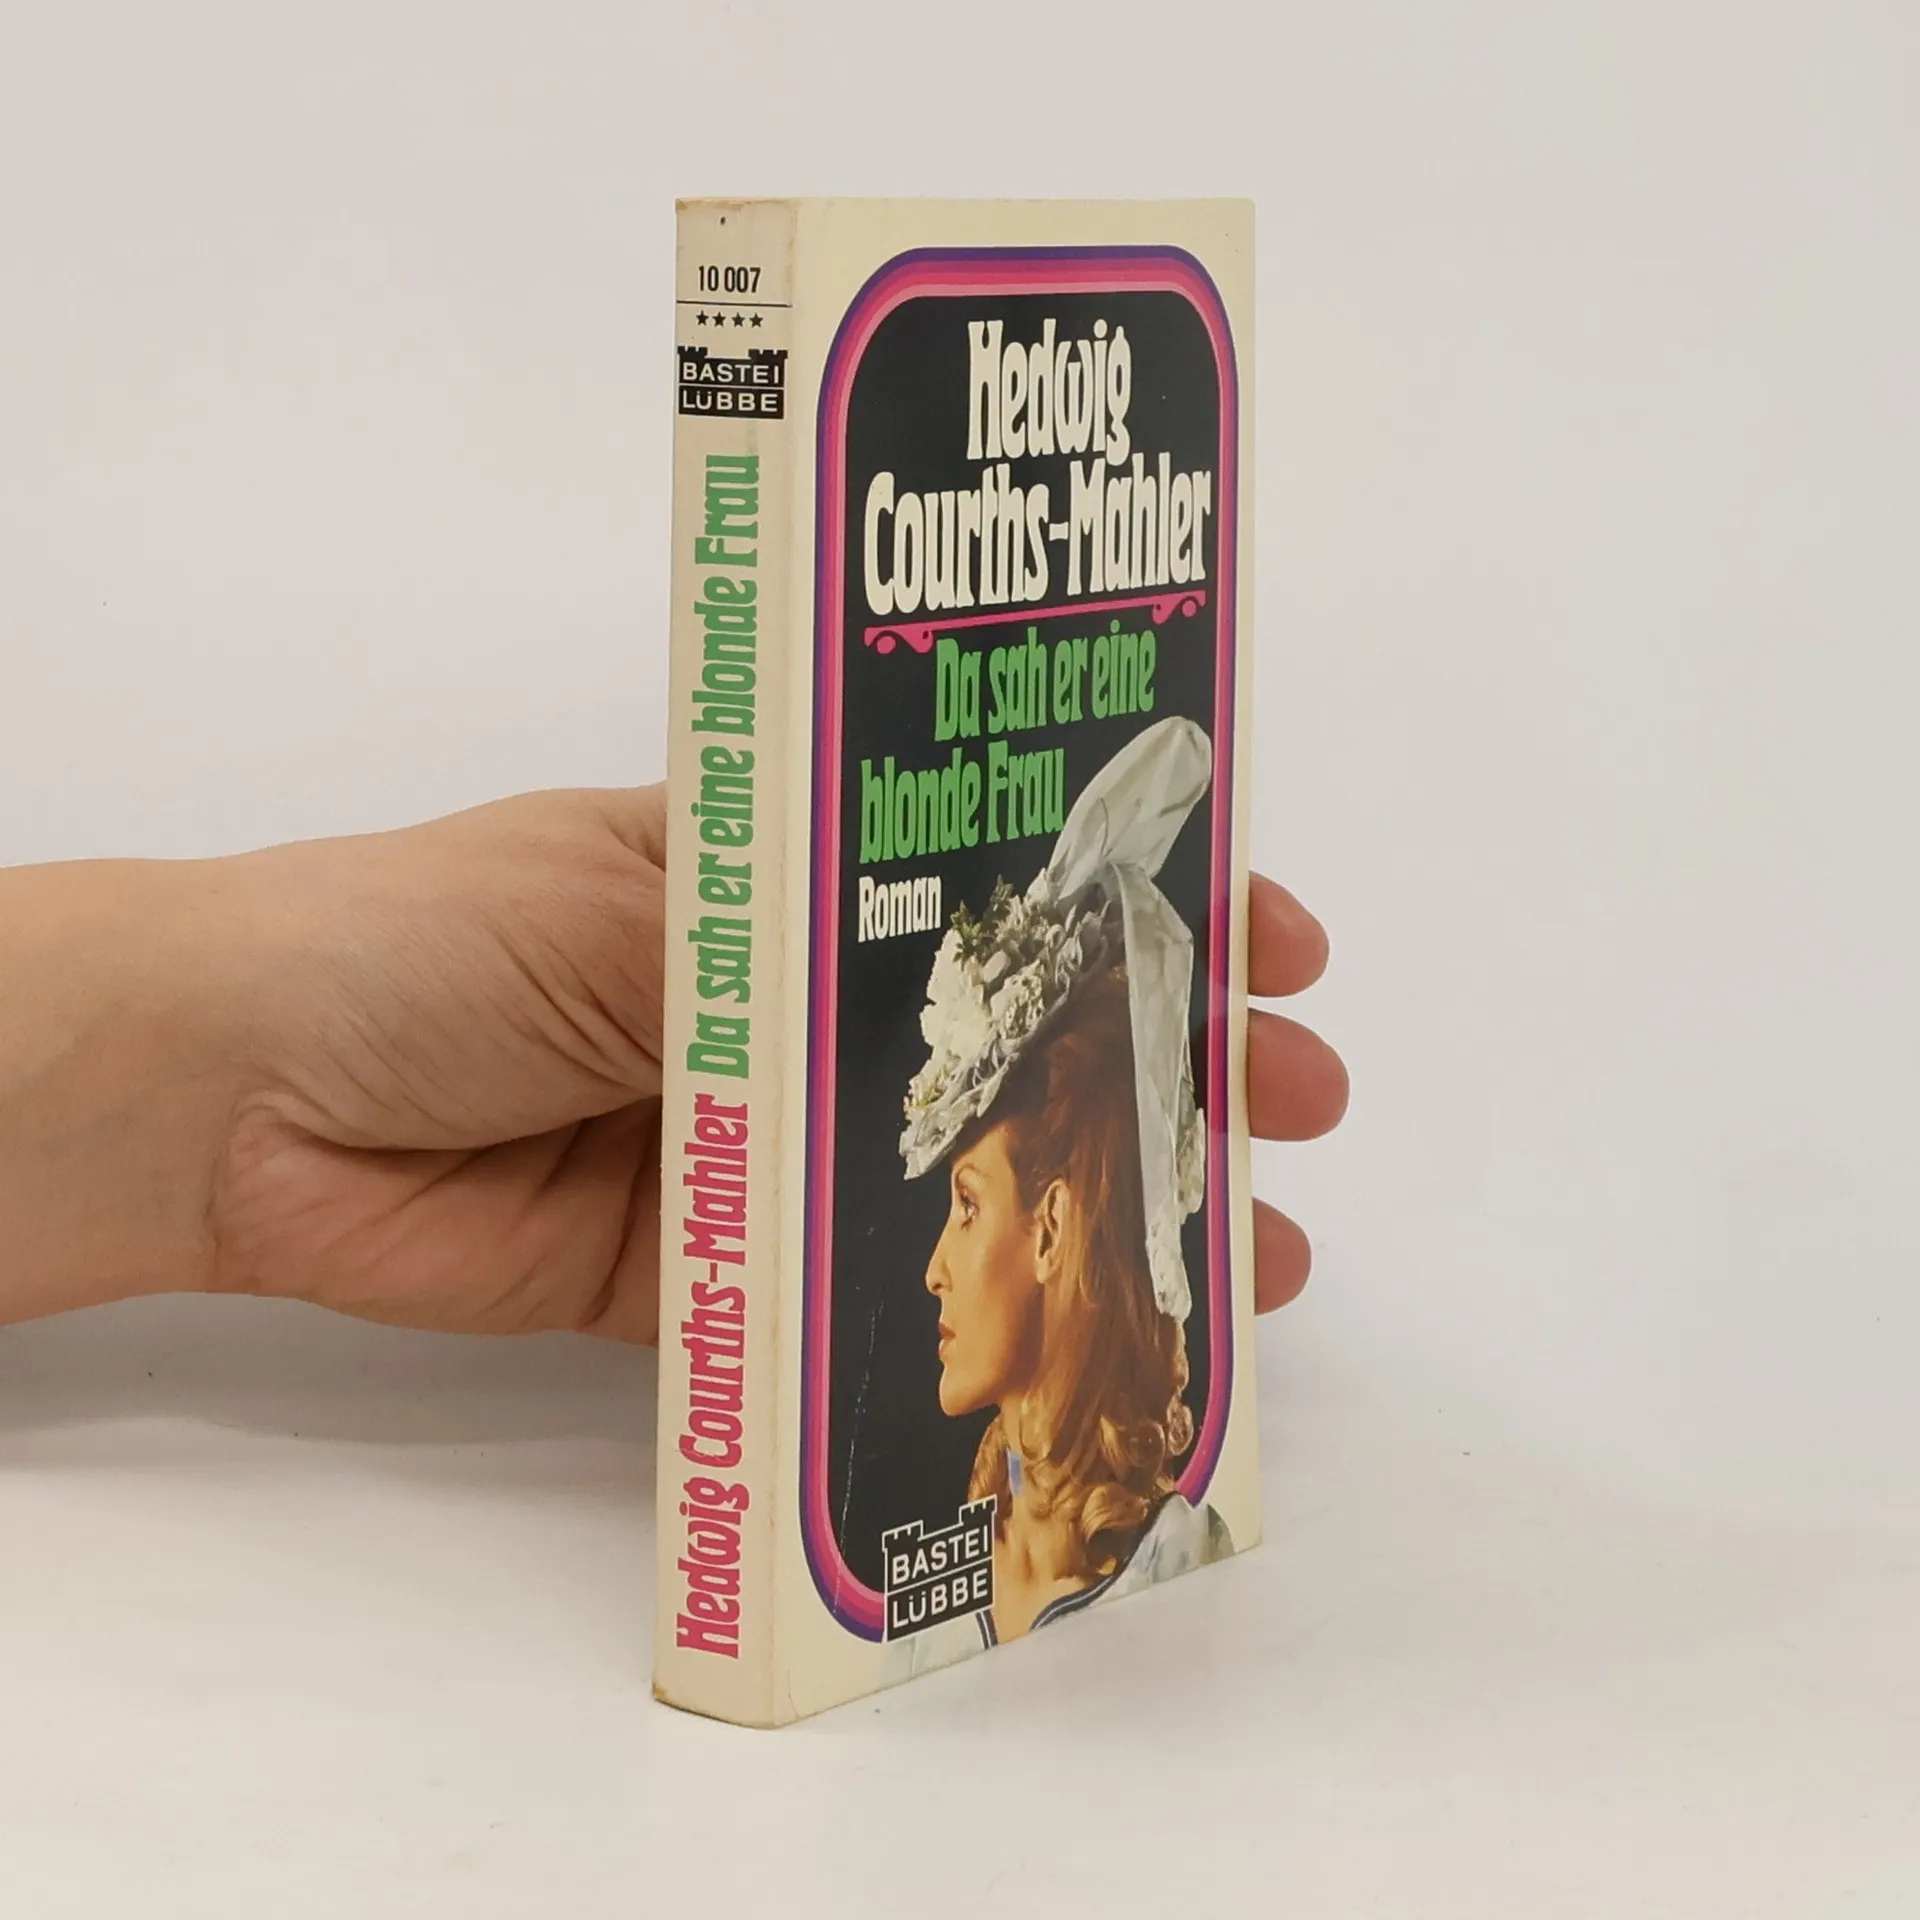 10 007
★★★★
BASTEI
LÜBBE
Hedwig Courths-Mahler Da sah er eine blonde Frau
Hedwig
Courths-Mahler
Da sah er eine
blonde Frau
Roman
BASTEI
LÜBBE